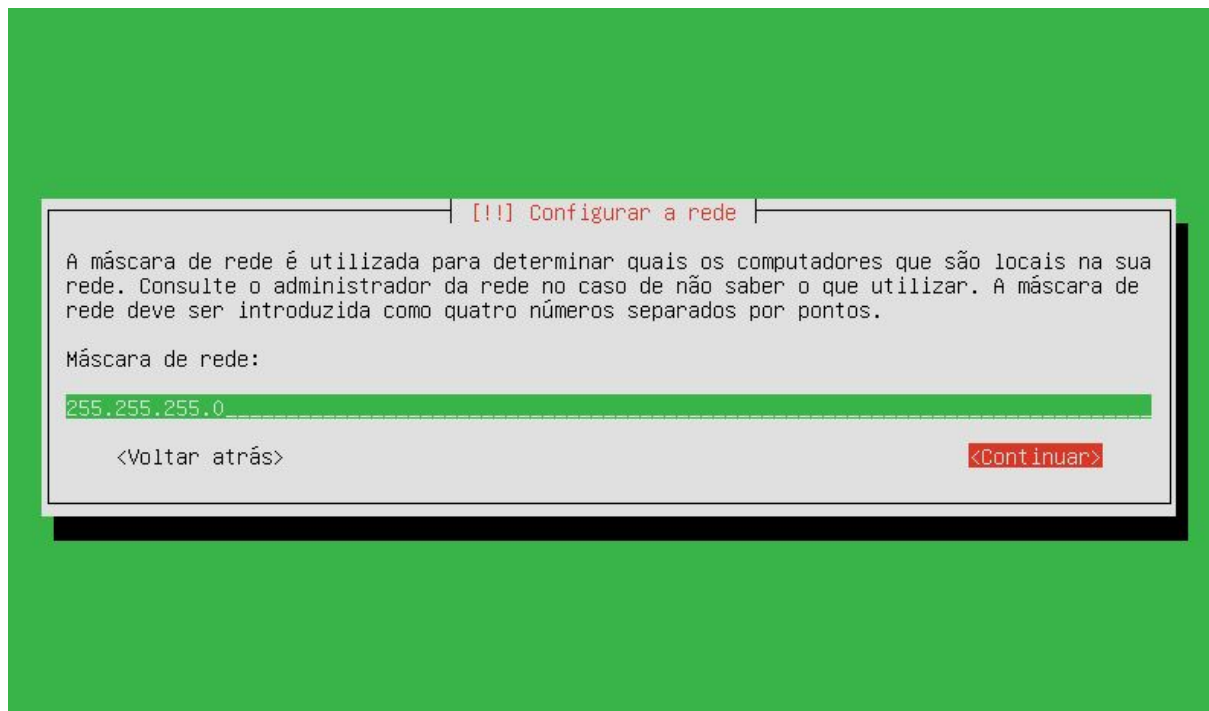 [!!] Configurar a rede
A máscara de rede é utilizada para determinar quais os computadores que são locais na sua
rede. Consulte o administrador da rede no caso de não saber o que utilizar. A máscara de
rede deve ser introduzida como quatro números separados por pontos.
Máscara de rede:
255.255.255.0
<Voltar atrás> <Continuar>